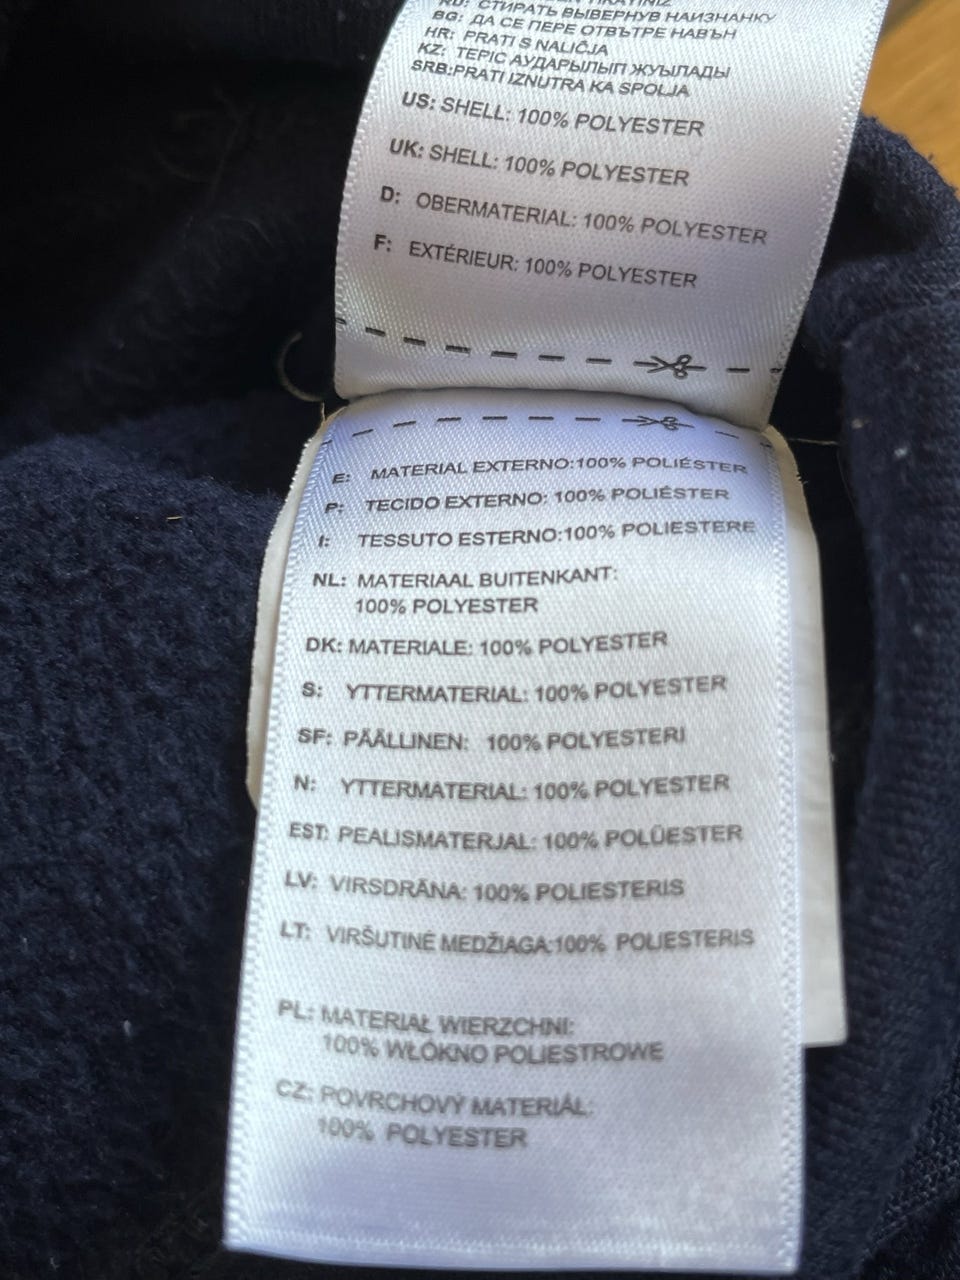 RU: СТИРАТЬ ВЫВЕРНУВ НАИЗНАНКУ
BG: ДА СЕ ПЕРЕ ОТВЪТРЕ НАВЪН
HR: PRATI S NALIČJA
KZ: ТЕРІС АУДАРЫЛЫП ЖУЫЛАДЫ
SRB:PRATI IZNUTRA KA SPOLJA
US: SHELL: 100% POLYESTER
UK: SHELL: 100% POLYESTER
D: OBERMATERIAL: 100% POLYESTER
F: EXTÉRIEUR: 100% POLYESTER
E: MATERIAL EXTERNO:100% POLIÉSTER
P: TECIDO EXTERNO: 100% POLIÉSTER
I: TESSUTO ESTERNO:100% POLIESTERE
NL: MATERIAAL BUITENKANT:
100% POLYESTER
DK: MATERIALE: 100% POLYESTER
S: YTTERMATERIAL: 100% POLYESTER
SF: PÄÄLLINEN: 100% POLYESTERI
N: YTTERMATERIAL: 100% POLYESTER
EST: PEALISMATERJAL: 100% POLÜESTER
LV: VIRSDRĀNA: 100% POLIESTERIS
LT: VIRŠUTINĖ MEDŽIAGA:100% POLIESTERIS
PL: MATERIAŁ WIERZCHNI:
100% WŁÓKNO POLIESTROWE
CZ: POVRCHOVÝ MATERIÁL:
100% POLYESTER